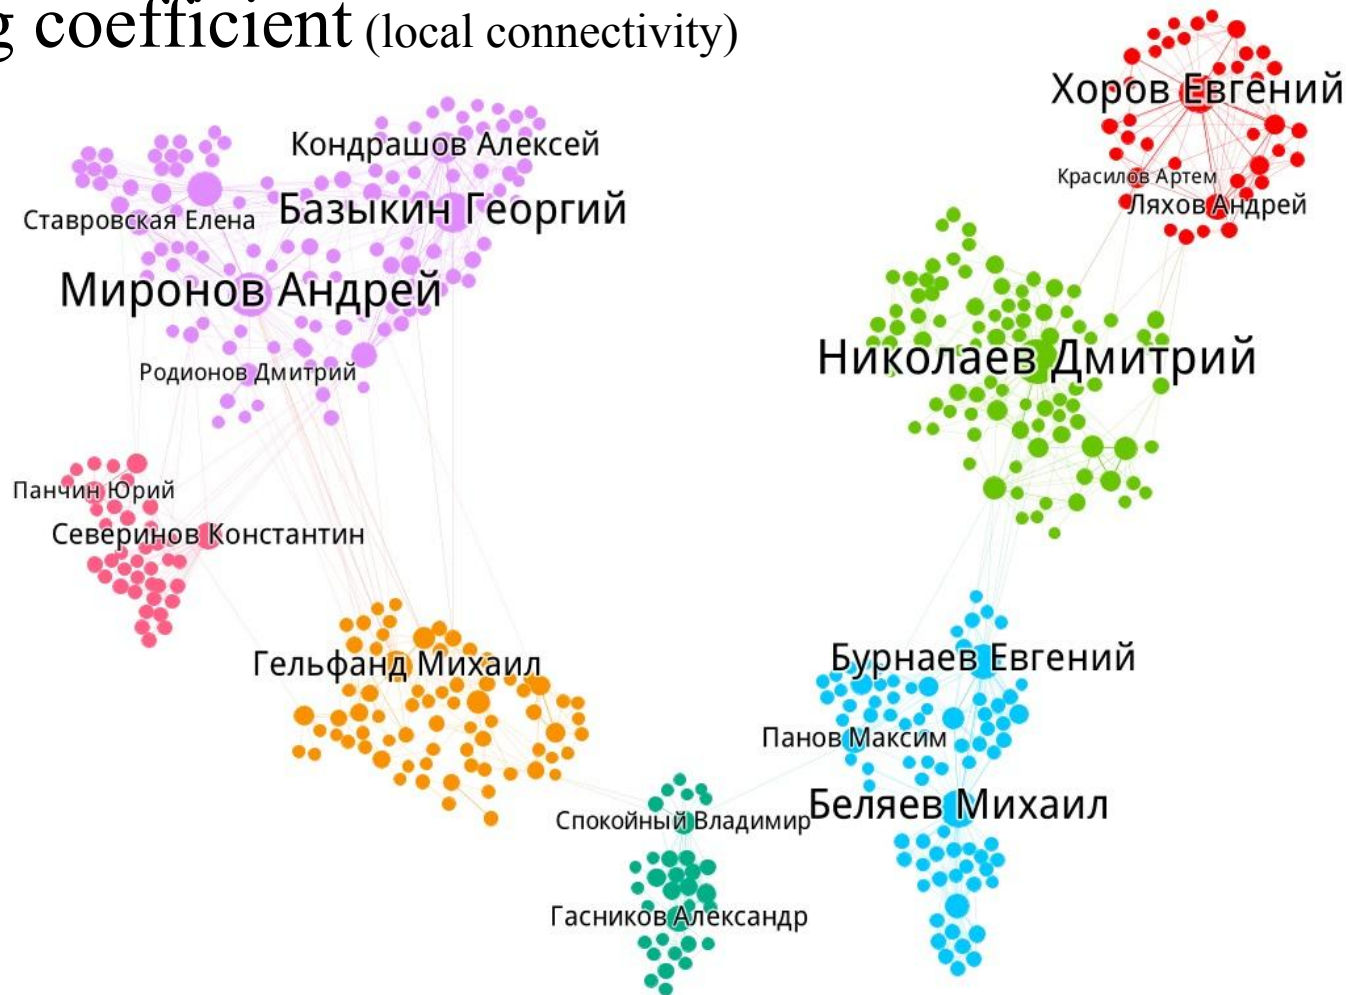 g coefficient (local connectivity)
Хоров Евгений
Кондрашов Алексей
Красилов Артем
Ляхов Андрей
Ставровская Елена
Базыкин Георгий
Миронов Андрей
Николаев Дмитрий
Родионов Дмитрий
Панчин Юрий
Северинов Константин
Гельфанд Михаил
Бурнаев Евгений
Панов Максим
Беляев Михаил
Спокойный Владимир
Гасников Александр